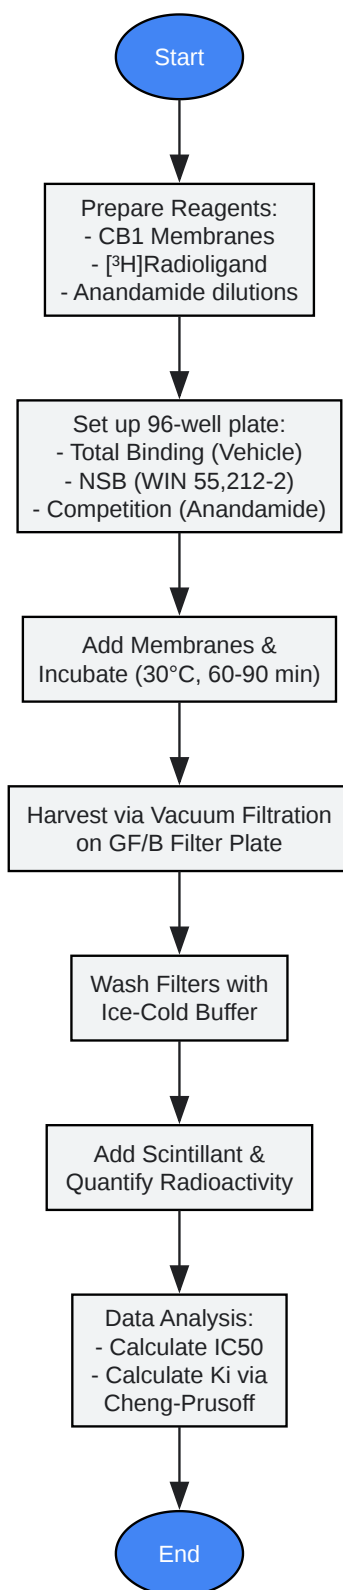 Start
Prepare Reagents:
- CB1 Membranes
- [³H]Radioligand
- Anandamide dilutions
Set up 96-well plate:
- Total Binding (Vehicle)
- NSB (WIN 55,212-2)
- Competition (Anandamide)
Add Membranes &
Incubate (30°C, 60-90 min)
Harvest via Vacuum Filtration
on GF/B Filter Plate
Wash Filters with
Ice-Cold Buffer
Add Scintillant &
Quantify Radioactivity
Data Analysis:
- Calculate IC50
- Calculate Ki via
Cheng-Prusoff
End